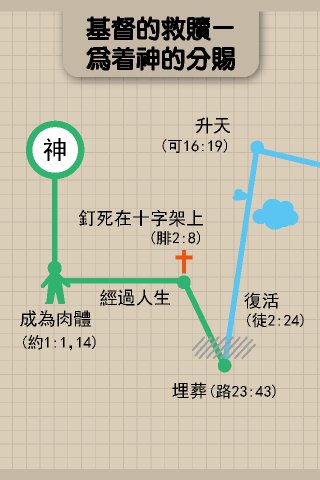 基督的救贖—
為着神的分賜
神
升天
(可16:19)
釘死在十字架上
(腓2:8)
經過人生
復活
(徒2:24)
成為肉體
(約1:1,14)
埋葬(路23:43)